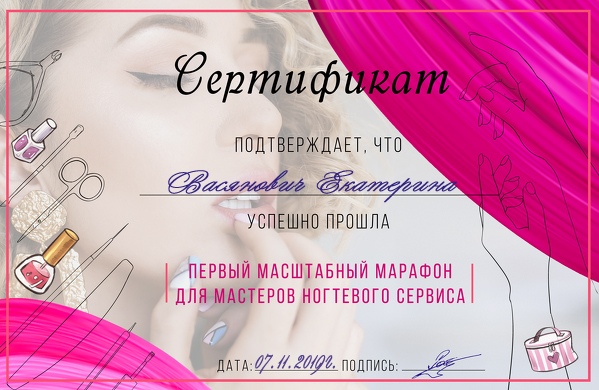 Сертификат
ПОДТВЕРЖДАЕТ, ЧТО
Васянович Екатерина
УСПЕШНО ПРОШЛА
ПЕРВЫЙ МАСШТАБНЫЙ МАРАФОН
ДЛЯ МАСТЕРОВ НОГТЕВОГО СЕРВИСА
ДАТА: 07.11.2019г. ПОДПИСЬ: